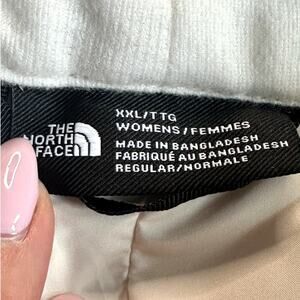 THE
NORTH
FACE
XXL/TTG
WOMENS/FEMMES
MADE IN BANGLADESH
FABRIQUÉ AU BANGLADESH
REGULAR/NORMALE